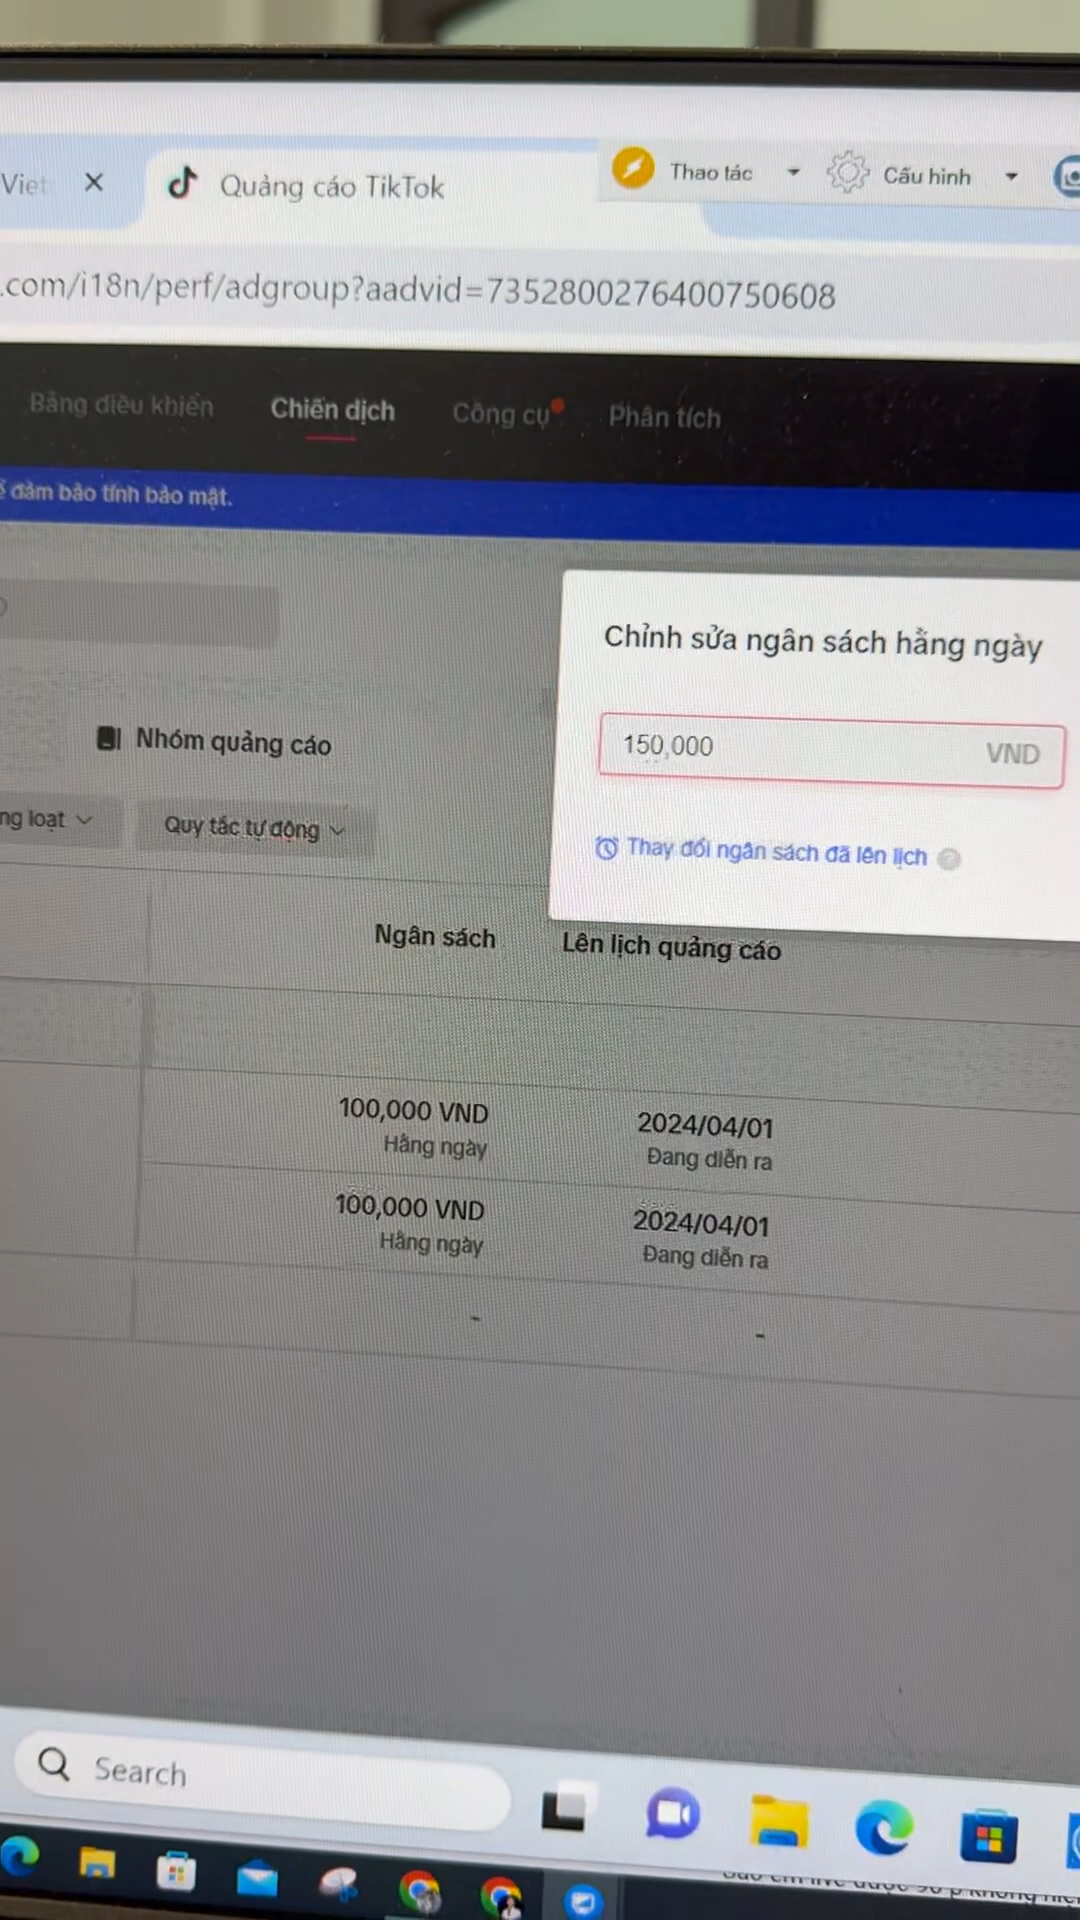 Viet
Quảng cáo TikTok
Thao tác
Cấu hình
.com/i18n/perf/adgroup?aadvid=7352800276400750608
Bảng điều khiển
Chiến dịch
Công cụ
Phân tích
đảm bảo tính bảo mật.
Chỉnh sửa ngân sách hằng ngày
150,000
VND
Thay đổi ngân sách đã lên lịch
Nhóm quảng cáo
ng loạt
Quy tắc tự động
Ngân sách
Lên lịch quảng cáo
100,000 VND
Hằng ngày
2024/04/01
Đang diễn ra
100,000 VND
Hằng ngày
2024/04/01
Đang diễn ra
-
-
Search